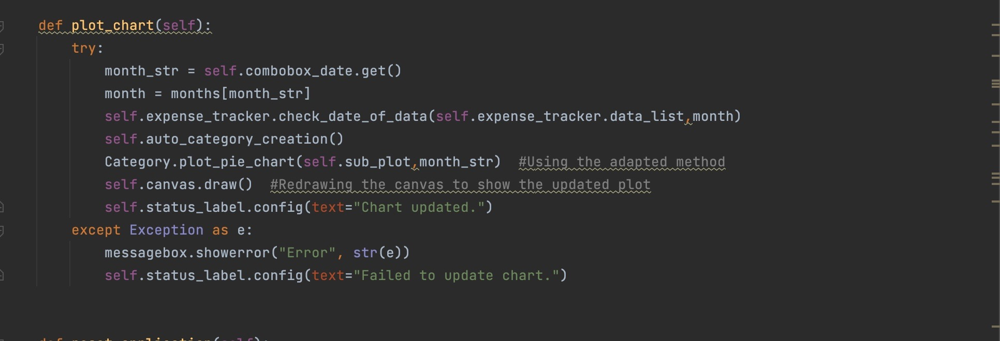 def plot_chart(self):
try:
month_str = self.combobox_date.get()
month = months[month_str]
self.expense_tracker.check_date_of_data(self.expense_tracker.data_list,month)
self.auto_category_creation()
Category.plot_pie_chart(self.sub_plot,month_str)  #Using the adapted method
self.canvas.draw()  #Redrawing the canvas to show the updated plot
self.status_label.config(text="Chart updated.")
except Exception as e:
messagebox.showerror("Error", str(e))
self.status_label.config(text="Failed to update chart.")
def reset_application(self):